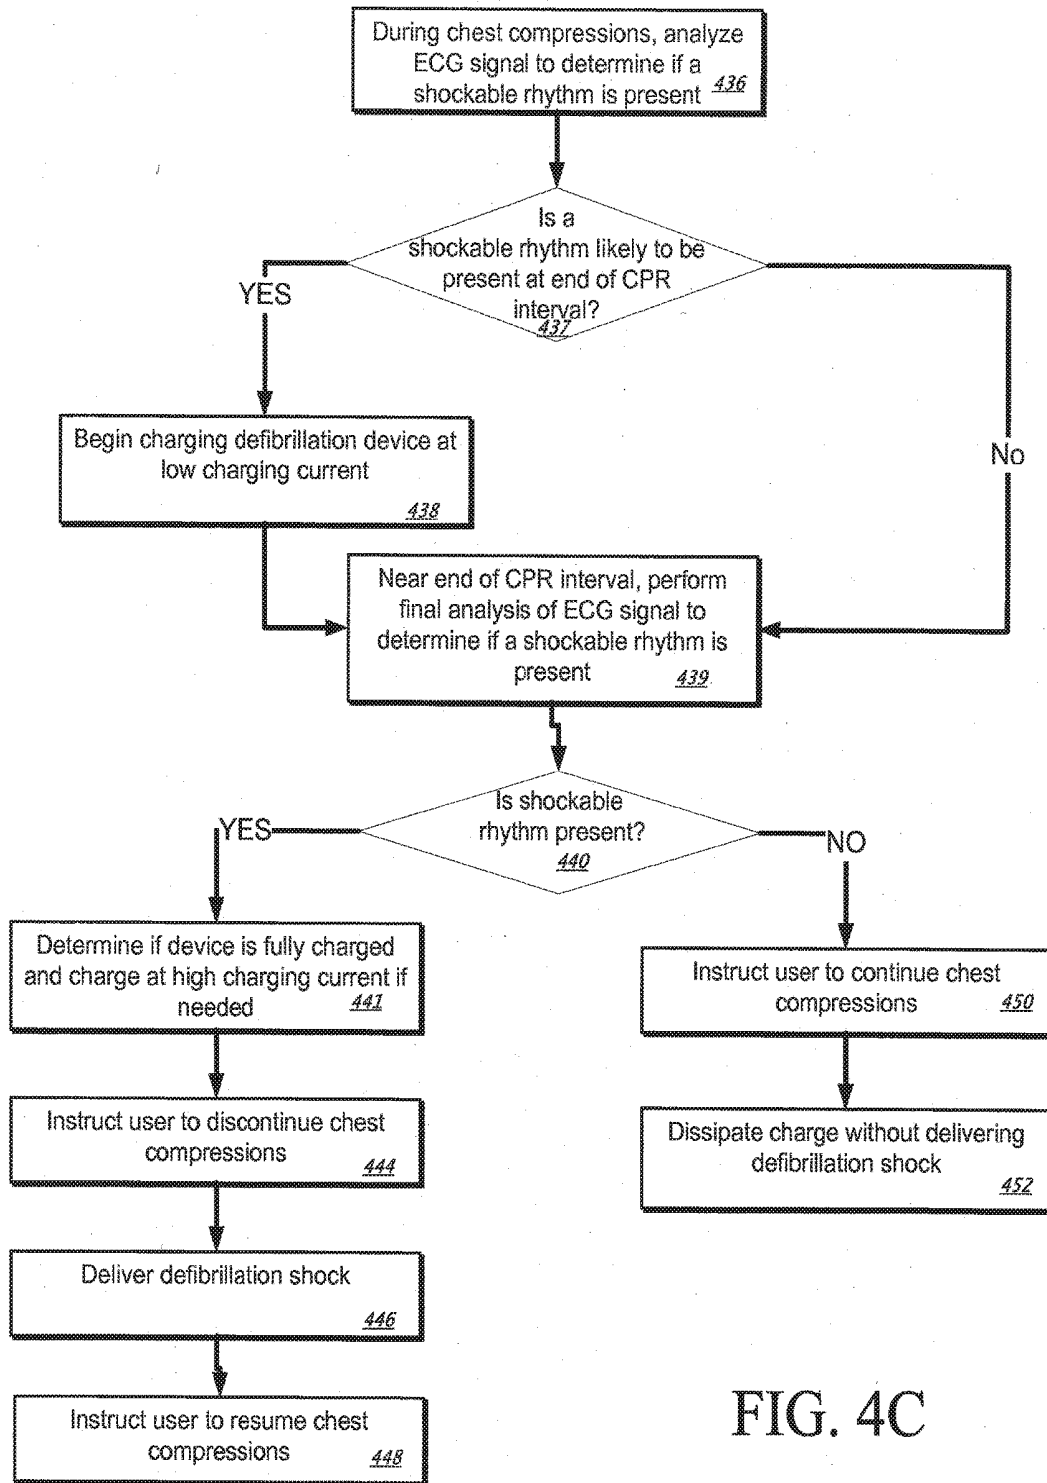 During chest compressions, analyze
ECG signal to determine if a
shockable rhythm is present 436
Is a
shockable rhythm likely to be
present at end of CPR
interval?
437
YES
No
Begin charging defibrillation device at
low charging current
438
Near end of CPR interval, perform
final analysis of ECG signal to
determine if a shockable rhythm is
present 439
Is shockable
rhythm present?
440
YES
NO
Determine if device is fully charged
and charge at high charging current if
needed 441
Instruct user to continue chest
compressions 450
Instruct user to discontinue chest
compressions 444
Dissipate charge without delivering
defibrillation shock
452
Deliver defibrillation shock
446
Instruct user to resume chest
compressions 448
FIG. 4C